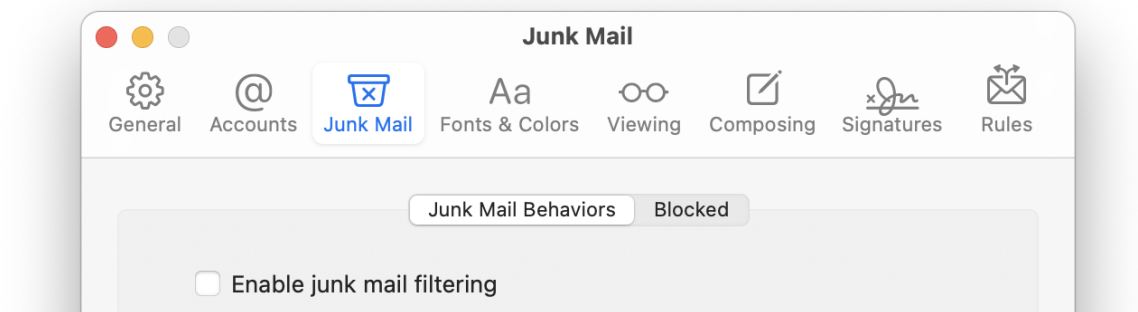 Junk Mail
General Accounts Junk Mail Fonts & Colors Viewing Composing Signatures Rules
Junk Mail Behaviors Blocked
Enable junk mail filtering